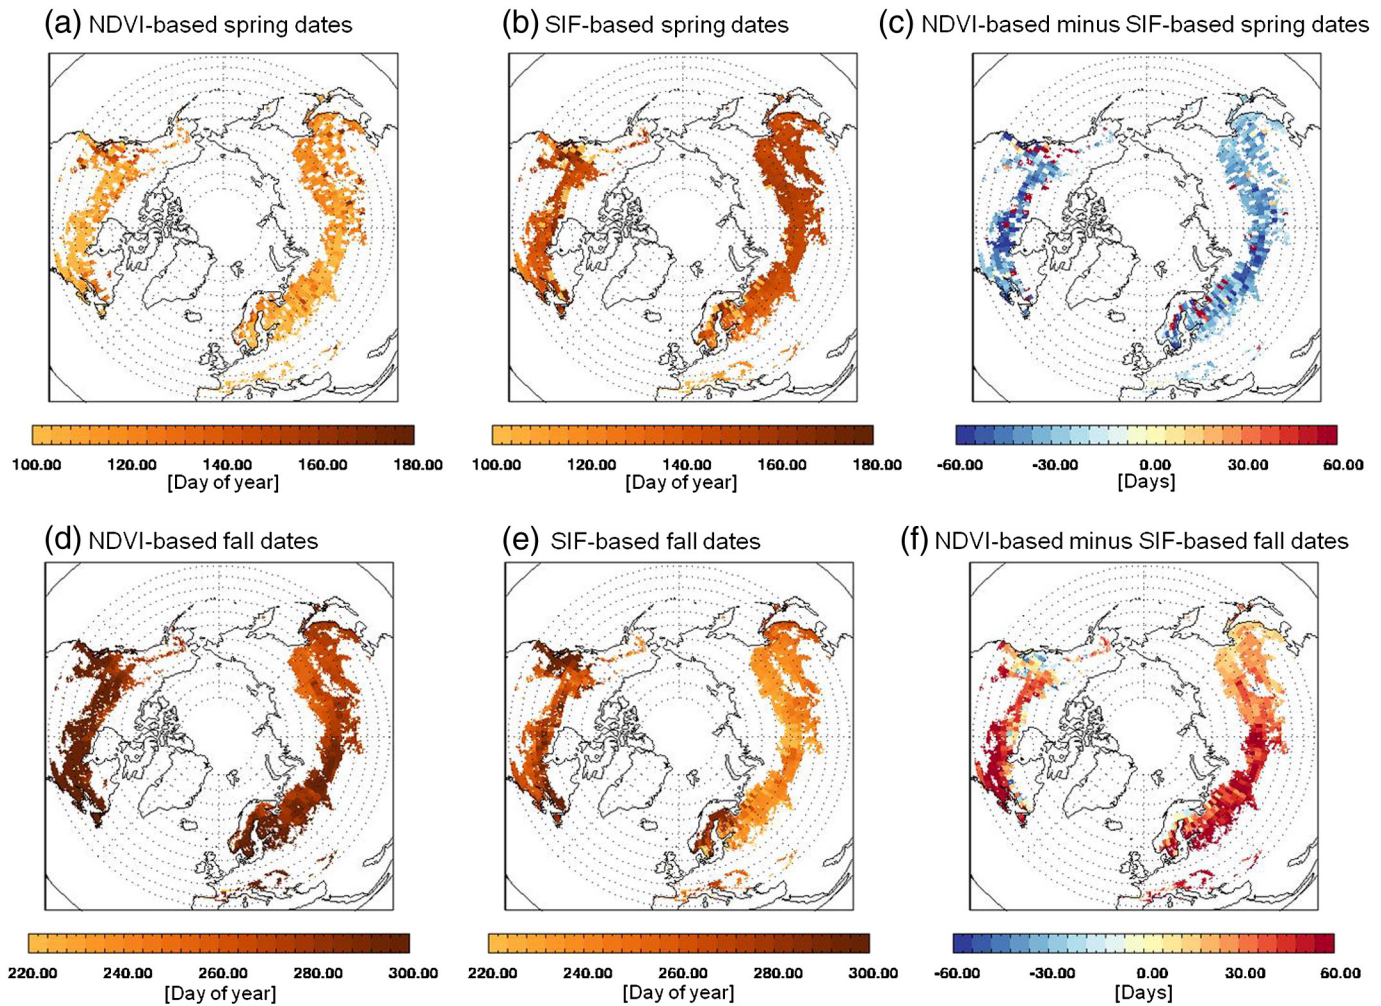 (a) NDVI-based spring dates
(b) SIF-based spring dates
(c) NDVI-based minus SIF-based spring dates
100.00 120.00 140.00 160.00 180.00
[Day of year]
100.00 120.00 140.00 160.00 180.00
[Day of year]
-60.00 -30.00 0.00 30.00 60.00
[Days]
(d) NDVI-based fall dates
(e) SIF-based fall dates
(f) NDVI-based minus SIF-based fall dates
220.00 240.00 260.00 280.00 300.00
[Day of year]
220.00 240.00 260.00 280.00 300.00
[Day of year]
-60.00 -30.00 0.00 30.00 60.00
[Days]